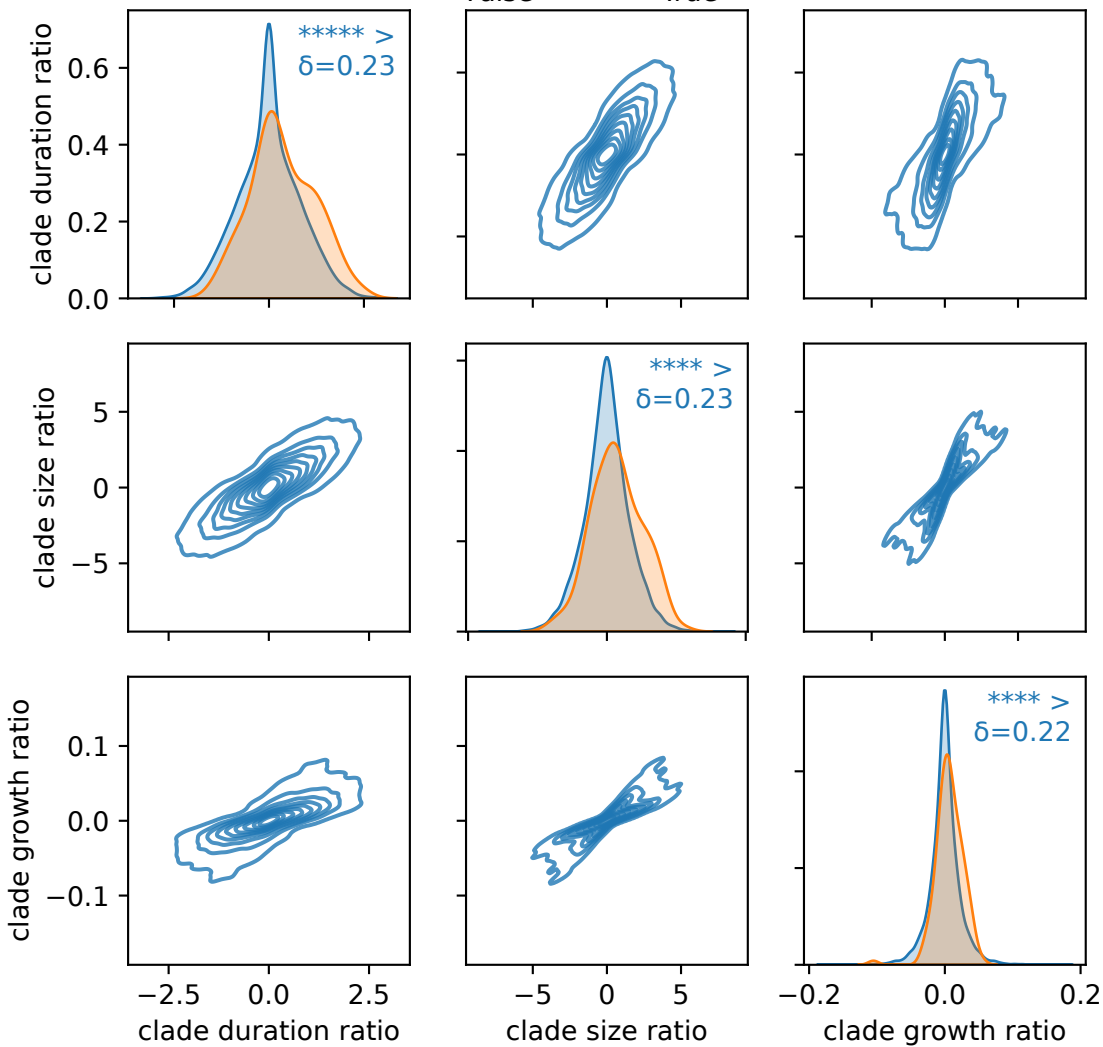 clade duration ratio
0.6
0.4
0.2
0.0
***** >
δ=0.23
clade size ratio
5
0
−5
**** >
δ=0.23
clade growth ratio
0.1
0.0
−0.1
**** >
δ=0.22
−2.5 0.0 2.5
−5 0 5
−0.2 0.0 0.2
clade duration ratio
clade size ratio
clade growth ratio